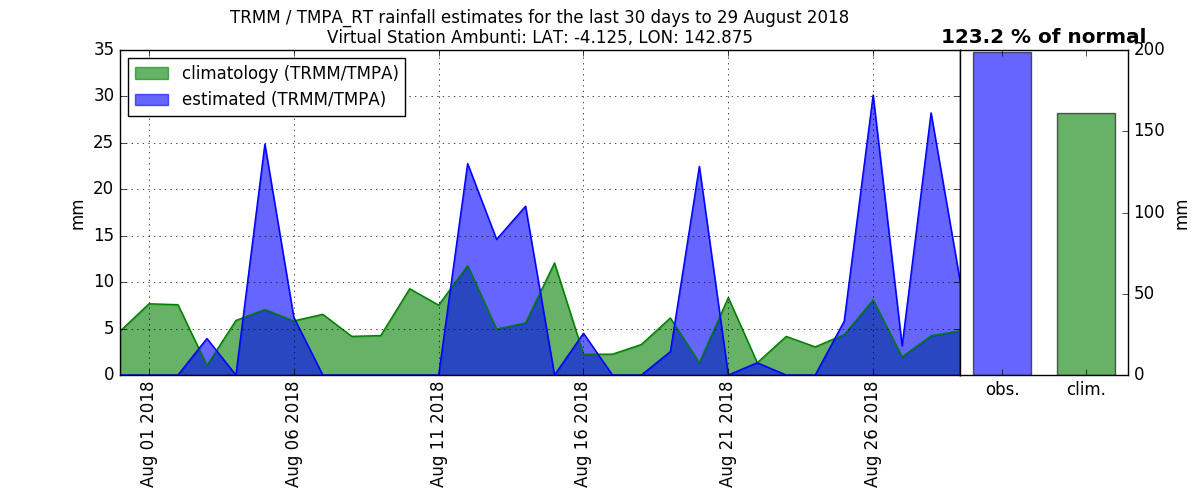 TRMM / TMPA_RT rainfall estimates for the last 30 days to 29 August 2018
Virtual Station Ambunti: LAT: -4.125, LON: 142.875
123.2 % of normal
climatology (TRMM/TMPA)
estimated (TRMM/TMPA)
35
30
25
20
15
10
5
0
mm
Aug 01 2018
Aug 06 2018
Aug 11 2018
Aug 16 2018
Aug 21 2018
Aug 26 2018
200
150
100
50
0
mm
obs.
clim.